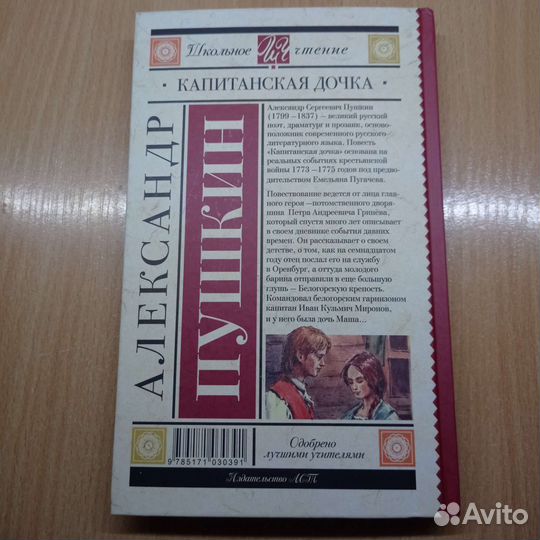 Школьное ШЧ чтение
· КАПИТАНСКАЯ ДОЧКА ·
АЛЕКСАНДР
ПУШКИН
Александр Сергеевич Пушкин
(1799 –1837) – великий русский
поэт, драматург и прозаик, осново-
положник современного русского
литературного языка. Повесть
«Капитанская дочка» основана на
реальных событиях крестьянской
войны 1773 –1775 годов под предво-
дительством Емельяна Пугачева.
Повествование ведется от лица глав-
ного героя –потомственного дворя-
нина Петра Андреевича Гринёва,
который спустя много лет описывает
в своем дневнике события давних
времен. Он рассказывает о своем
детстве, о том, как на семнадцатом
году отец послал его на службу
в Оренбург, а оттуда молодого
барина отправили в еще большую
глушь – Белогорскую крепость.
Командовал белогорским гарнизоном
капитан Иван Кузьмич Миронов,
и у него была дочь Маша...
9 785171 030391
Одобрено
лучшими учителями
Издательство АСТ
Avito